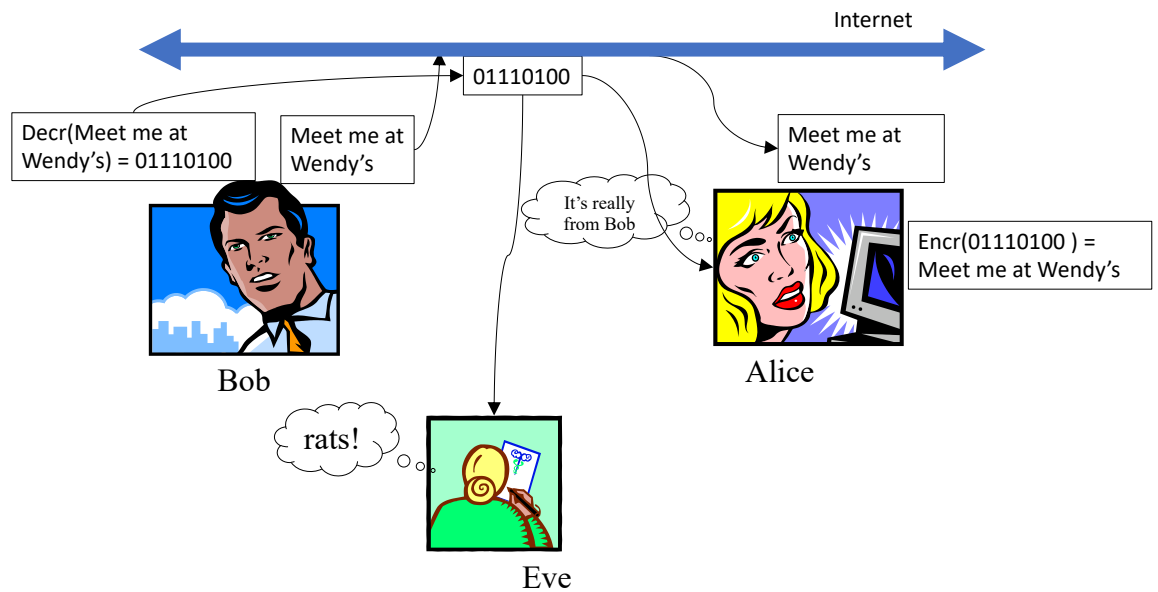 Internet
01110100
Decr(Meet me at
Wendy’s) = 01110100
Meet me at
Wendy’s
Meet me at
Wendy’s
It’s really
from Bob
Encr(01110100 ) =
Meet me at Wendy’s
Bob
Alice
rats!
Eve